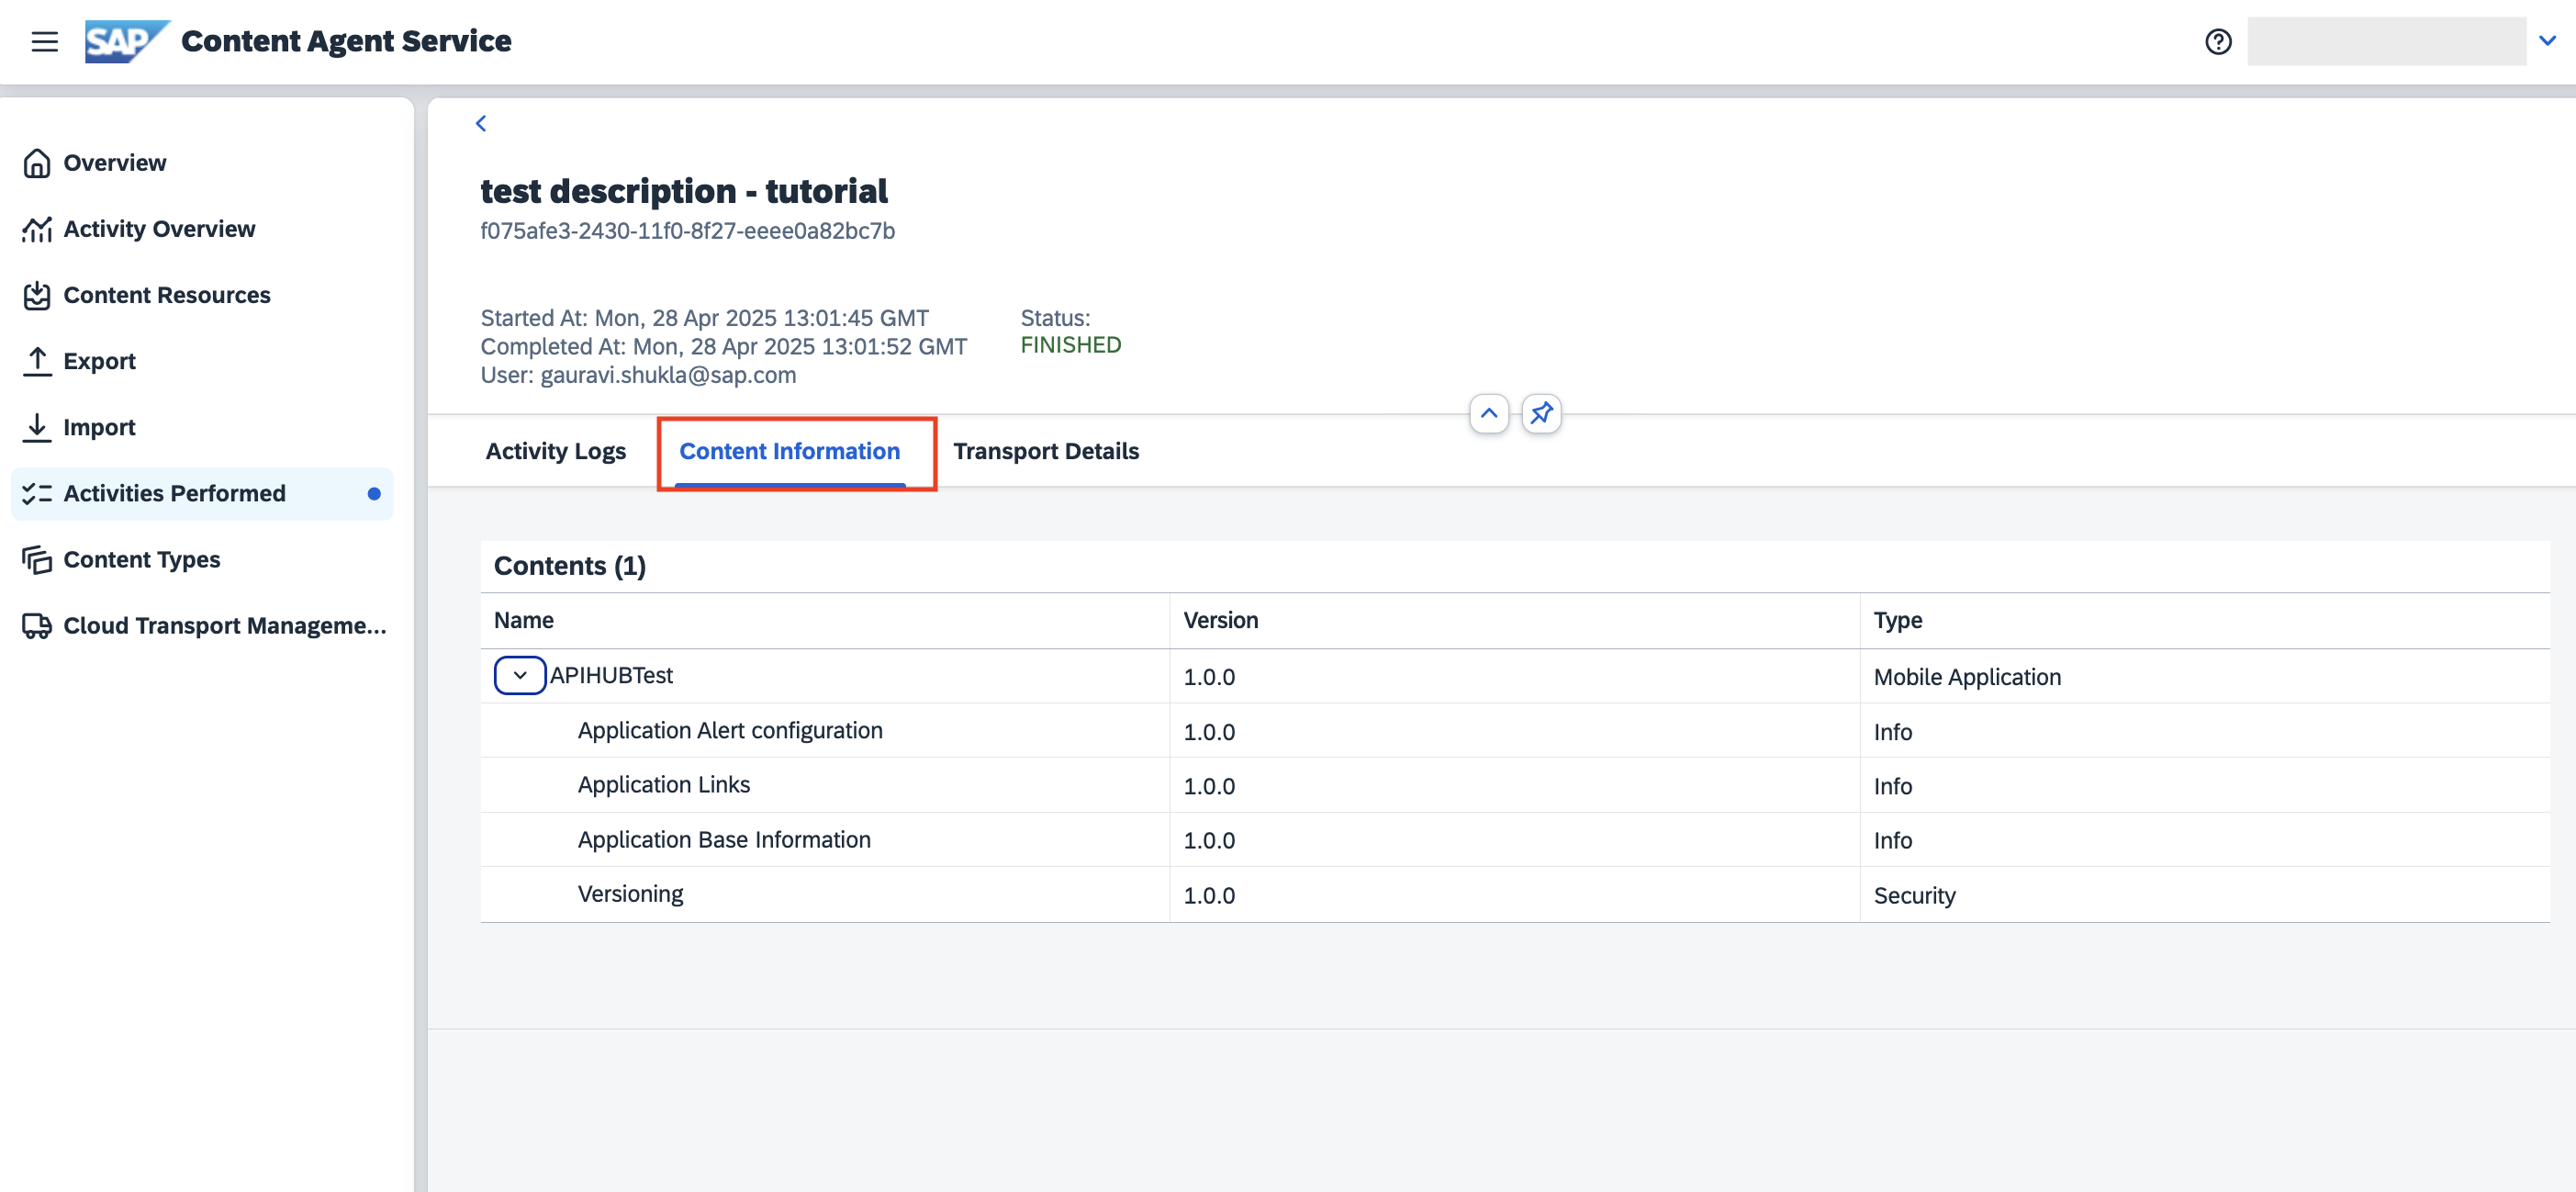 SAP Content Agent Service
Overview
Activity Overview
Content Resources
Export
Import
Activities Performed
Content Types
Cloud Transport Manageme...
test description - tutorial
f075afe3-2430-11f0-8f27-eeee0a82bc7b
Started At: Mon, 28 Apr 2025 13:01:45 GMT
Completed At: Mon, 28 Apr 2025 13:01:52 GMT
User: gauravi.shukla@sap.com
Status:
FINISHED
Activity Logs Content Information Transport Details
Contents (1)
Name Version Type
APIHUBTest 1.0.0 Mobile Application
Application Alert configuration 1.0.0 Info
Application Links 1.0.0 Info
Application Base Information 1.0.0 Info
Versioning 1.0.0 Security